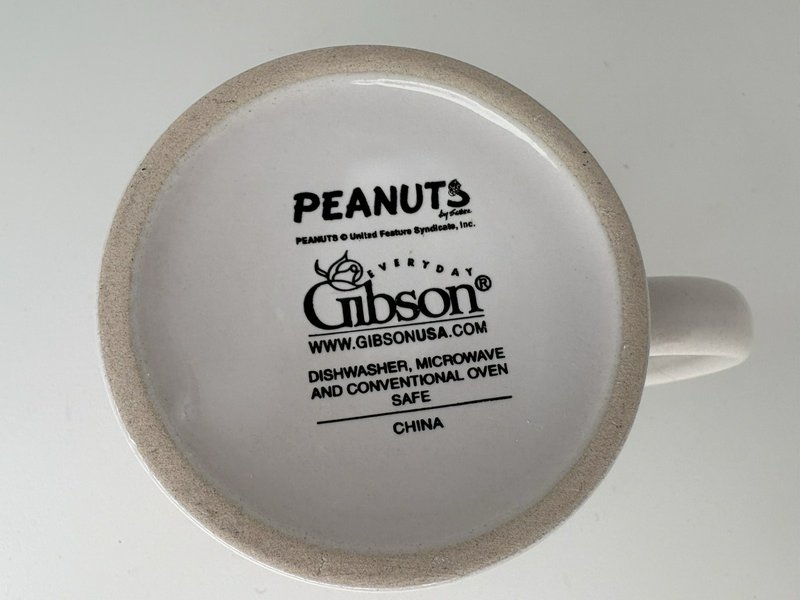 PEANUTS
by Schulz
PEANUTS © United Feature Syndicate, Inc.
EVERYDAY
Gibson®
WWW.GIBSONUSA.COM
DISHWASHER, MICROWAVE
AND CONVENTIONAL OVEN
SAFE
CHINA